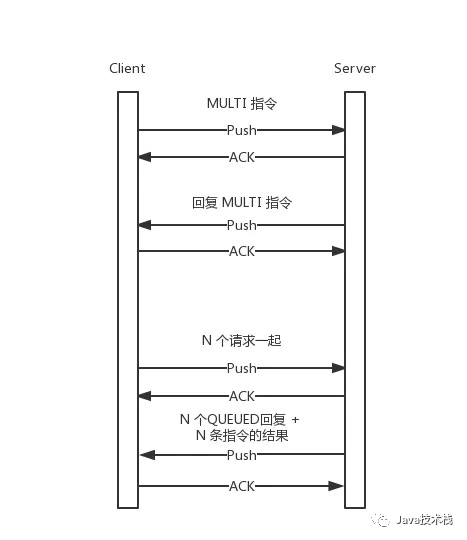 Client Server
MULTI 指令
Push
ACK
回复 MULTI 指令
Push
ACK
N 个请求一起
Push
ACK
N 个QUEUED回复 +
N 条指令的结果
Push
ACK
Java技术栈